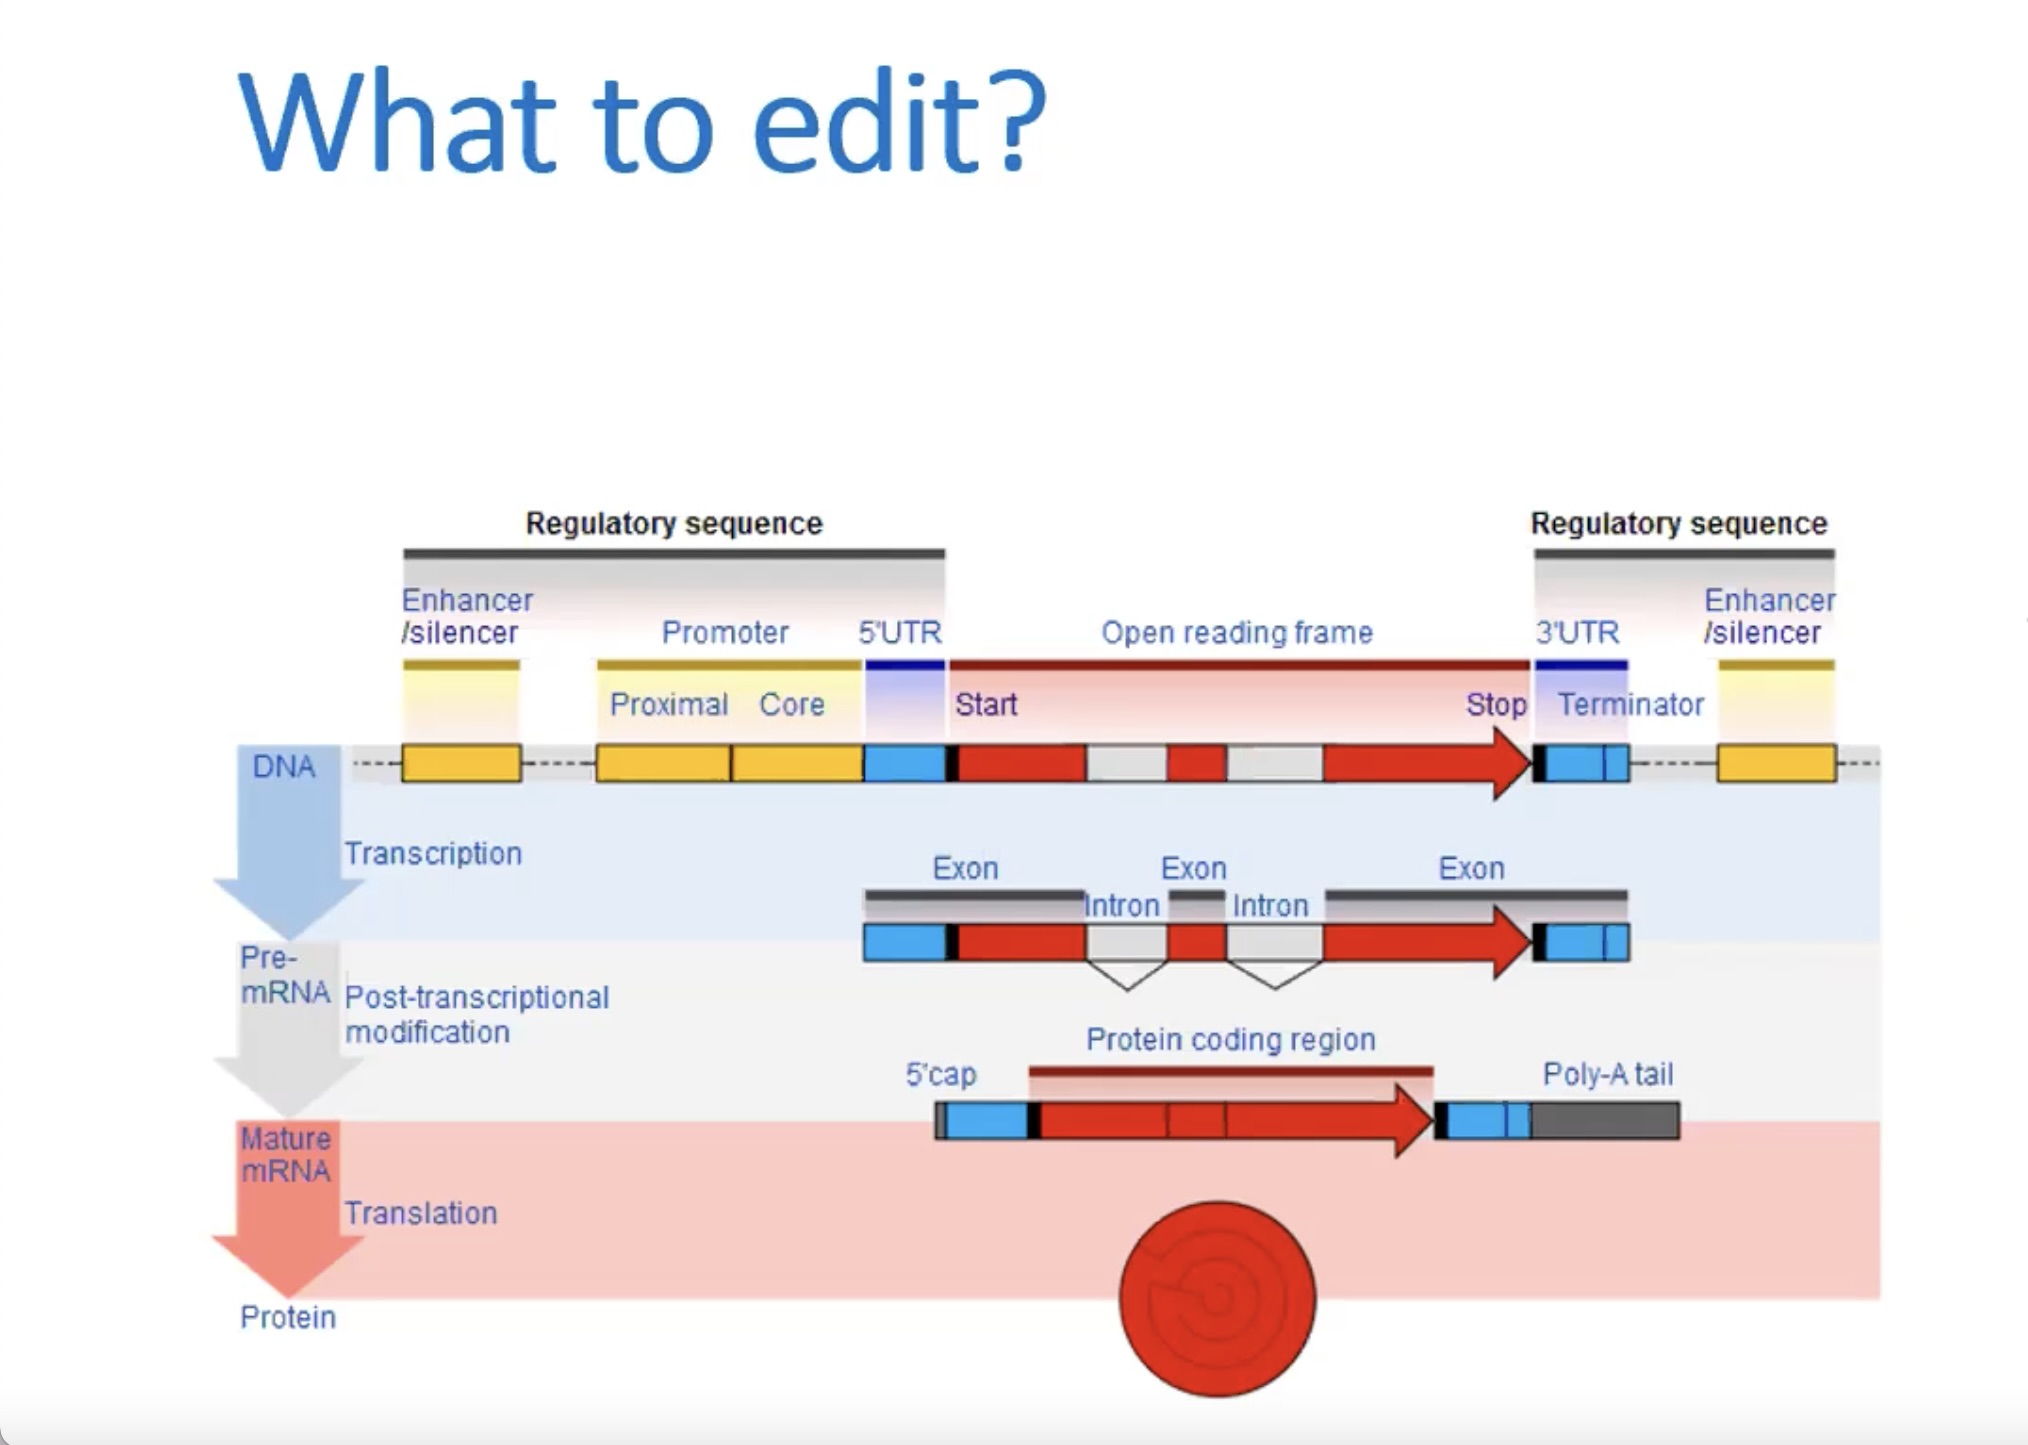 What to edit?
Regulatory sequence
Regulatory sequence
Enhancer
/silencer
Promoter
5'UTR
Open reading frame
3'UTR
Enhancer
/silencer
Proximal
Core
Start
Stop
Terminator
DNA
Transcription
Exon
Exon
Exon
Intron
Intron
Pre-
mRNA
Post-transcriptional
modification
Protein coding region
5'cap
Poly-A tail
Mature
mRNA
Translation
Protein